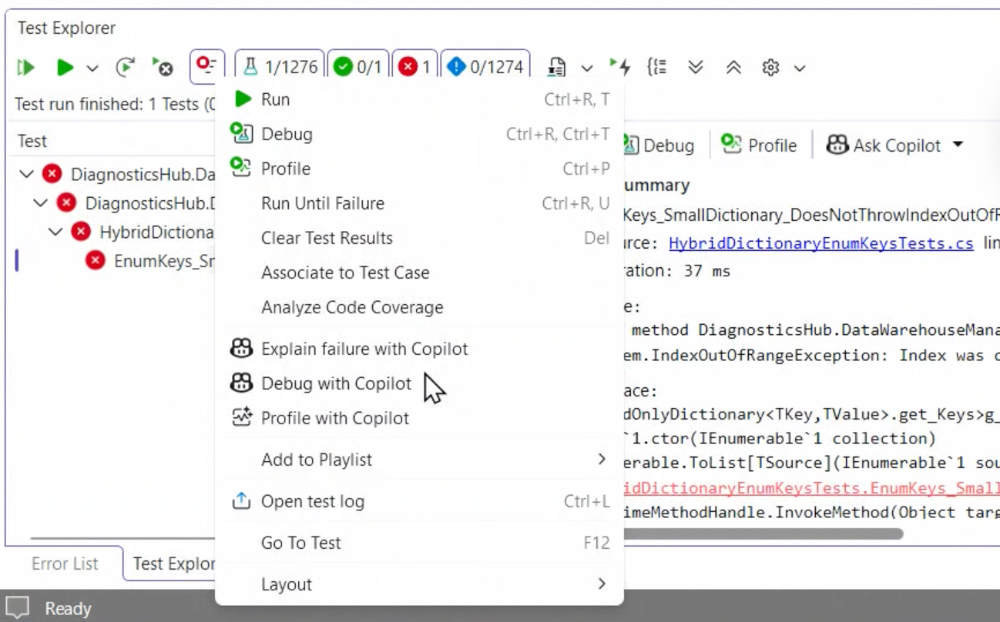 Test Explorer
1/1276 0/1 1 0/1274
Test run finished: 1 Tests (0
Test
DiagnosticsHub.Da
DiagnosticsHub.D
HybridDictiona
EnumKeys_Sm
Run Ctrl+R, T
Debug Ctrl+R, Ctrl+T
Profile Ctrl+P
Run Until Failure Ctrl+R, U
Clear Test Results Del
Associate to Test Case
Analyze Code Coverage
Explain failure with Copilot
Debug with Copilot
Profile with Copilot
Add to Playlist
Open test log Ctrl+L
Go To Test F12
Layout
Debug Profile Ask Copilot
ummary
Keys_SmallDictionary_DoesNotThrowIndexOutOfR
rce: HybridDictionaryEnumKeysTests.cs lin
ation: 37 ms
e:
method DiagnosticsHub.DataWarehouseMana
em.IndexOutOfRangeException: Index was o
ace:
dOnlyDictionary<TKey,TValue>.get_Keys>g_
`1.ctor(IEnumerable`1 collection)
erable.ToList[TSource](IEnumerable`1 sou
idDictionaryEnumKeysTests.EnumKeys_Small
imeMethodHandle.InvokeMethod(Object targ
Error List Test Explor
Ready